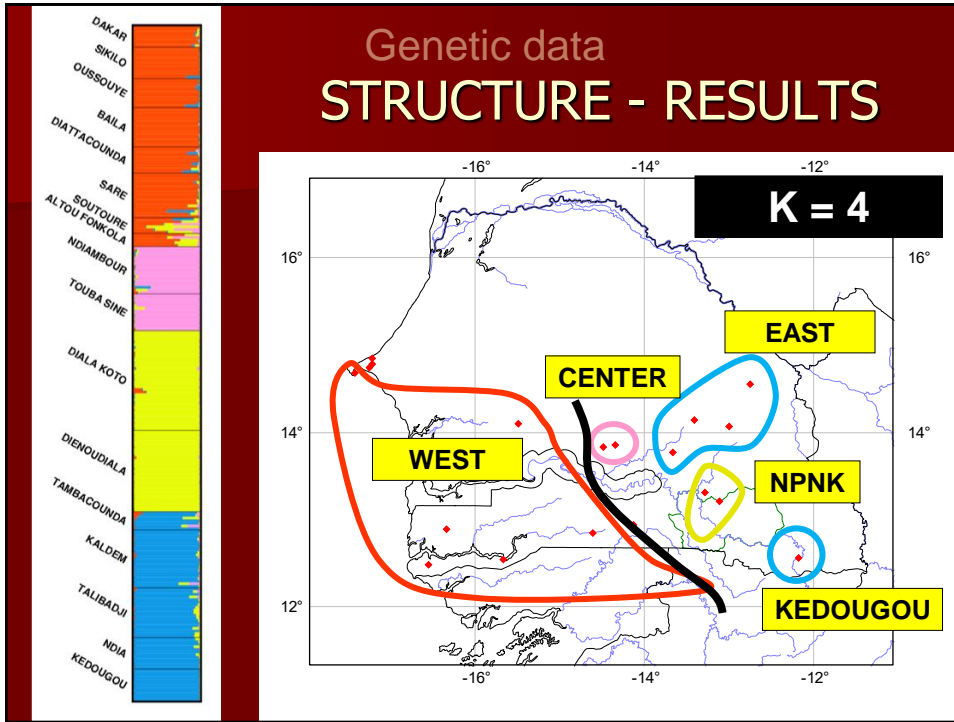 Genetic data
STRUCTURE - RESULTS
DAKAR
SIKILO
OUSSOUYE
BAILA
DIATTACOUNDA
SARE
SOUTOURE
ALTOU FONKOLA
NDIAMBOUR
TOUBA SINE
DIALA KOTO
DIENOUDIALA
TAMBACOUNDA
KALDEM
TALIBADJI
NDIA
KEDOUGOU
-16°
-14°
-12°
K = 4
16°
16°
EAST
CENTER
14°
14°
WEST
NPNK
12°
12°
KEDOUGOU
-16°
-14°
-12°